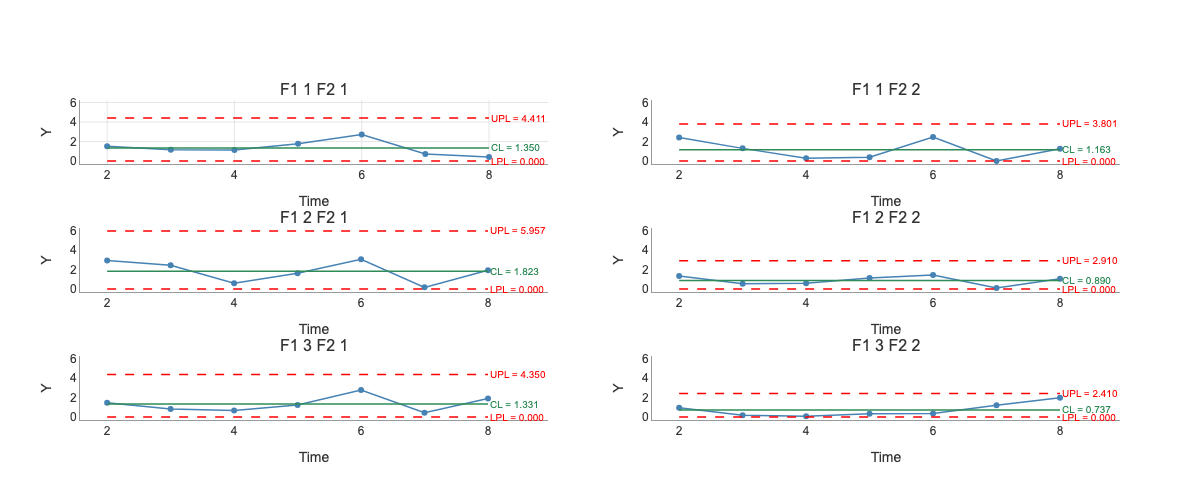 F1 1 F2 1
6
4
2
0
Y
UPL = 4.411
CL = 1.350
LPL = 0.000
2 4 6 8
Time
F1 1 F2 2
6
4
2
0
Y
UPL = 3.801
CL = 1.163
LPL = 0.000
2 4 6 8
Time
F1 2 F2 1
6
4
2
0
Y
UPL = 5.957
CL = 1.823
LPL = 0.000
2 4 6 8
Time
F1 2 F2 2
6
4
2
0
Y
UPL = 2.910
CL = 0.890
LPL = 0.000
2 4 6 8
Time
F1 3 F2 1
6
4
2
0
Y
UPL = 4.350
CL = 1.331
LPL = 0.000
2 4 6 8
Time
F1 3 F2 2
6
4
2
0
Y
UPL = 2.410
CL = 0.737
LPL = 0.000
2 4 6 8
Time